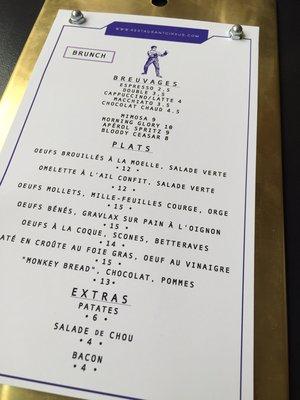 WWW.RESTAURANTCIRKUS.COM
BRUNCH
BREUVAGES
ESPRESSO 2.5
DOUBLE 3.5
CAPPUCCINO/LATTE 4
MACCHIATO 3.5
CHOCOLAT CHAUD 4.5
MIMOSA 9
MORNING GLORY 10
APÉROL SPRITZ 9
BLOODY CEASAR 8
PLATS
OEUFS BROUILLÉS À LA MOELLE, SALADE VERTE
• 12 •
OMELETTE À L'AIL CONFIT, SALADE VERTE
• 12 •
OEUFS MOLLETS, MILLE-FEUILLES COURGE, ORGE
• 15 •
OEUFS BÉNÉS, GRAVLAX SUR PAIN À L'OIGNON
• 15 •
OEUFS À LA COQUE, SCONES, BETTERAVES
• 14 •
ATÉ EN CROÛTE AU FOIE GRAS, OEUF AU VINAIGRE
• 15 •
"MONKEY BREAD", CHOCOLAT, POMMES
• 13•
EXTRAS
PATATES
• 6 •
SALADE DE CHOU
• 4 •
BACON
• 4 •